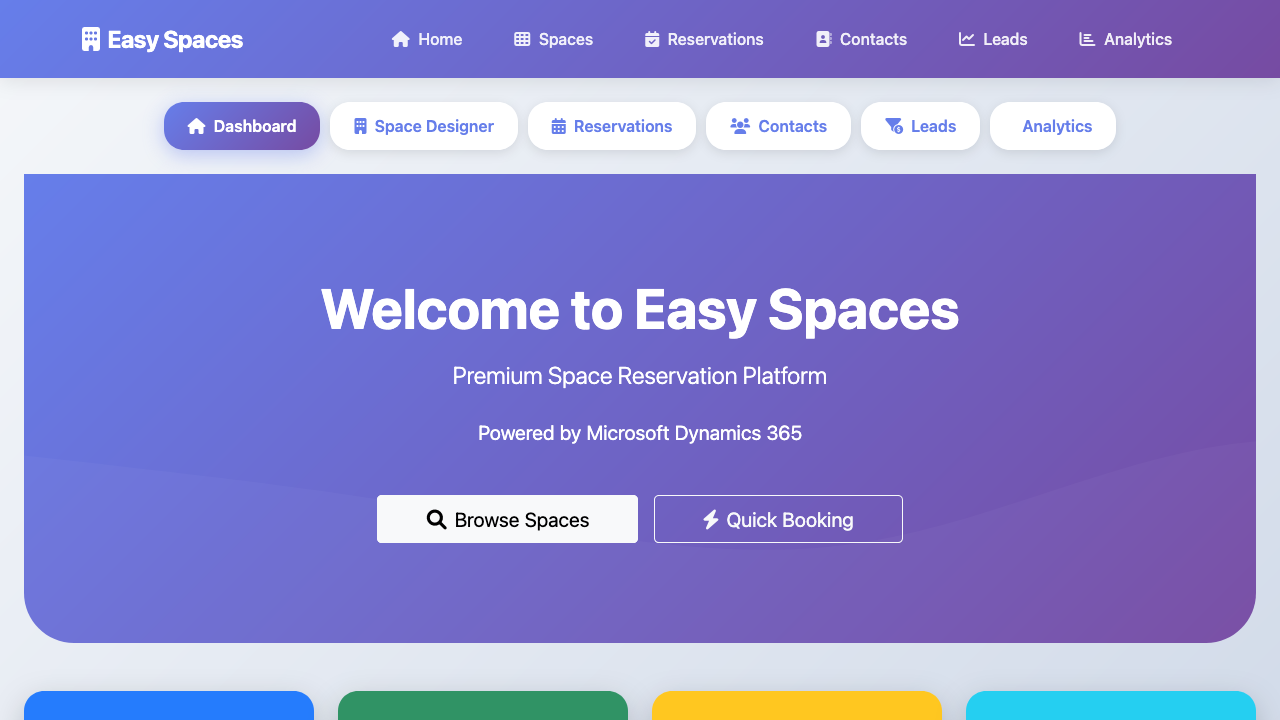 Easy Spaces
Home
Spaces
Reservations
Contacts
Leads
Analytics
Dashboard
Space Designer
Reservations
Contacts
Leads
Analytics
Welcome to Easy Spaces
Premium Space Reservation Platform
Powered by Microsoft Dynamics 365
Browse Spaces
Quick Booking